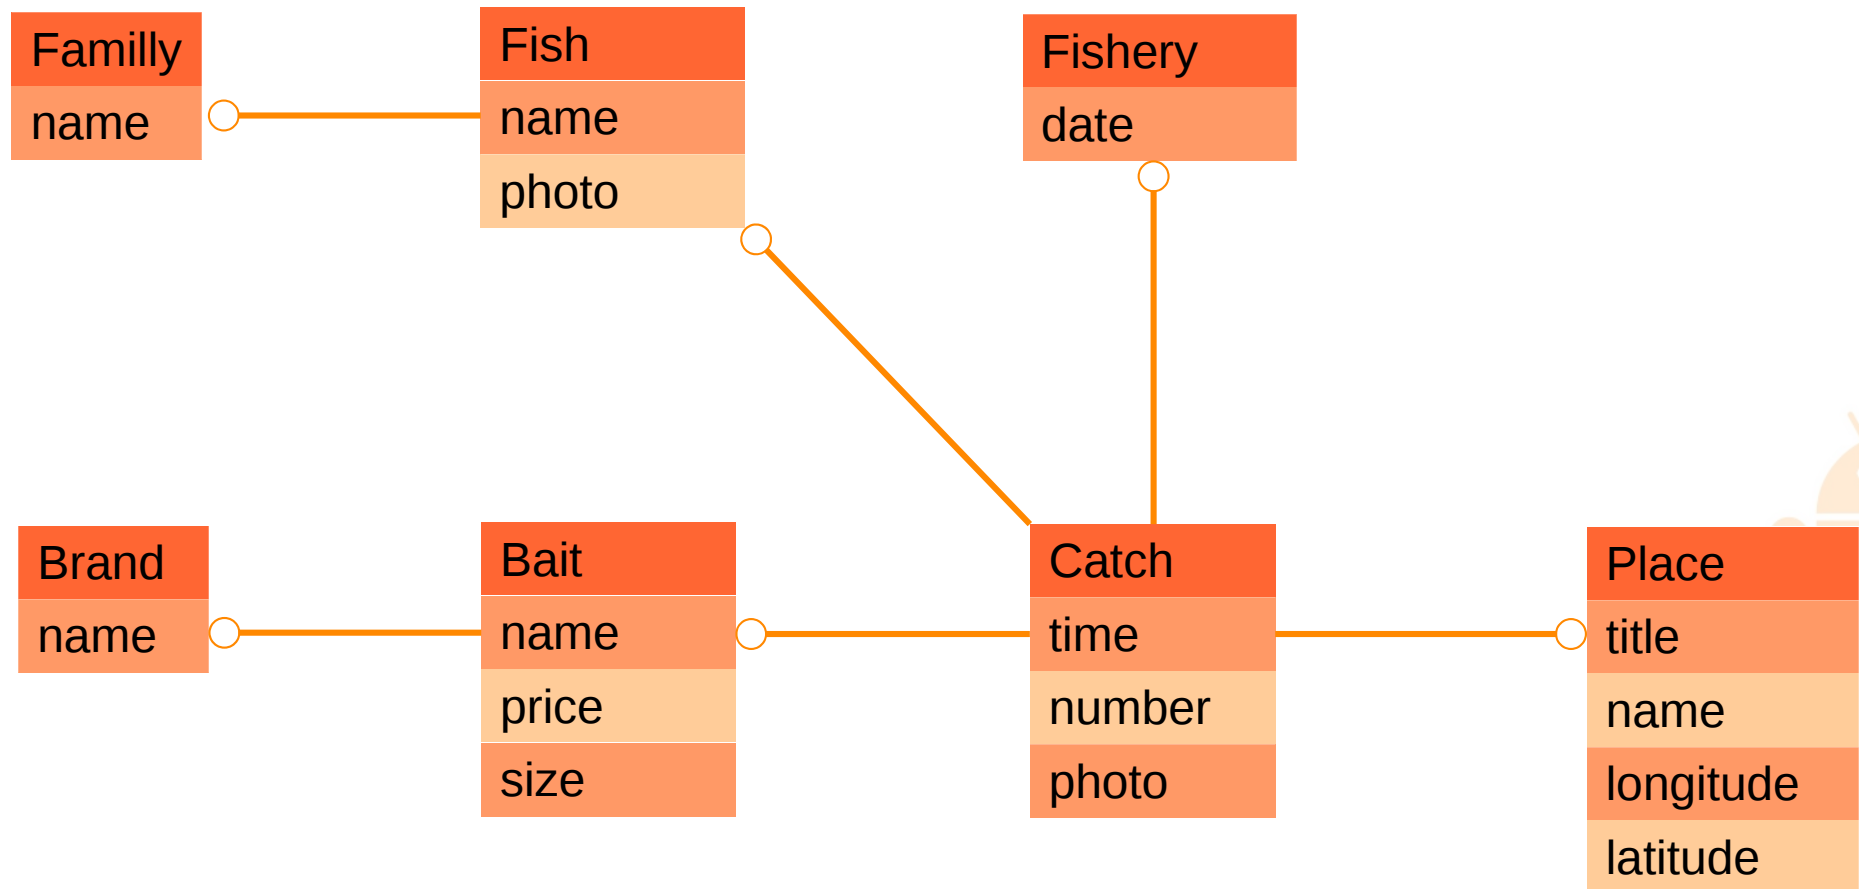 Familly
name
Fish
name
photo
Fishery
date
Brand
name
Bait
name
price
size
Catch
time
number
photo
Place
title
name
longitude
latitude